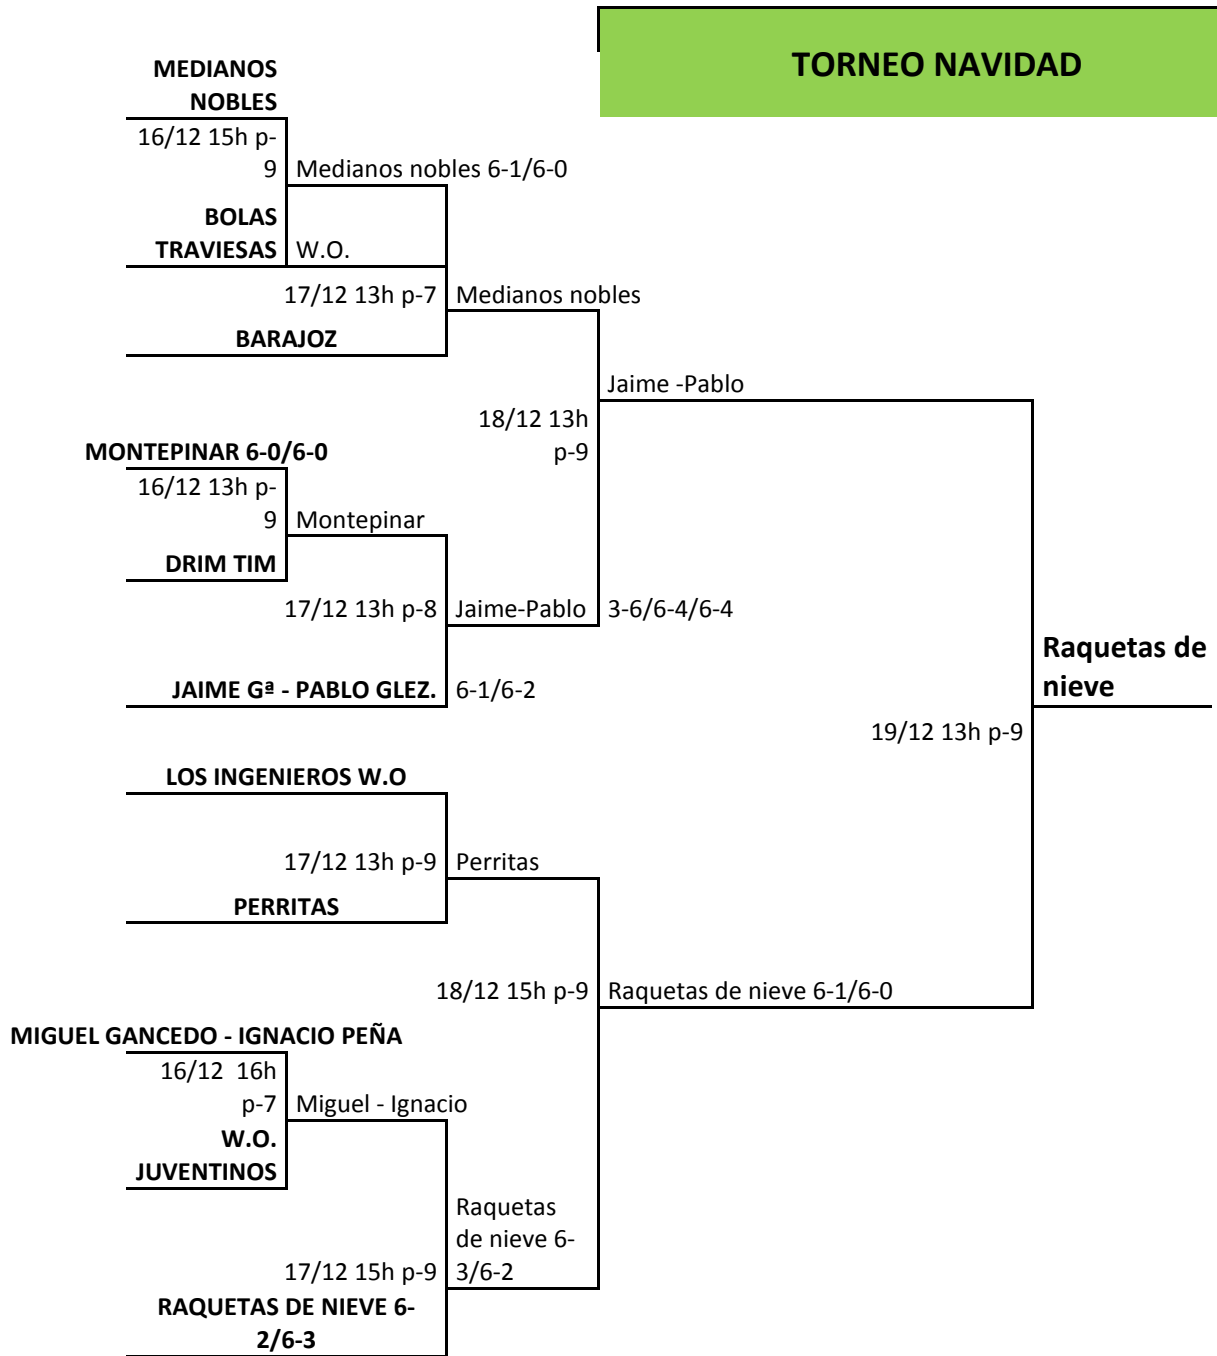 TORNEO NAVIDAD
MEDIANOS
NOBLES
16/12 15h p-
9
Medianos nobles 6-1/6-0
BOLAS
TRAVIESAS
W.O.
17/12 13h p-7
Medianos nobles
BARAJOZ
Jaime -Pablo
18/12 13h
p-9
MONTEPINAR 6-0/6-0
16/12 13h p-
9
Montepinar
DRIM TIM
17/12 13h p-8
Jaime-Pablo
3-6/6-4/6-4
Raquetas de
nieve
JAIME Gª - PABLO GLEZ.
6-1/6-2
19/12 13h p-9
LOS INGENIEROS W.O
17/12 13h p-9
Perritas
PERRITAS
18/12 15h p-9
Raquetas de nieve 6-1/6-0
MIGUEL GANCEDO - IGNACIO PEÑA
16/12  16h
p-7
Miguel - Ignacio
W.O.
JUVENTINOS
Raquetas
de nieve 6-
3/6-2
17/12 15h p-9
RAQUETAS DE NIEVE 6-
2/6-3